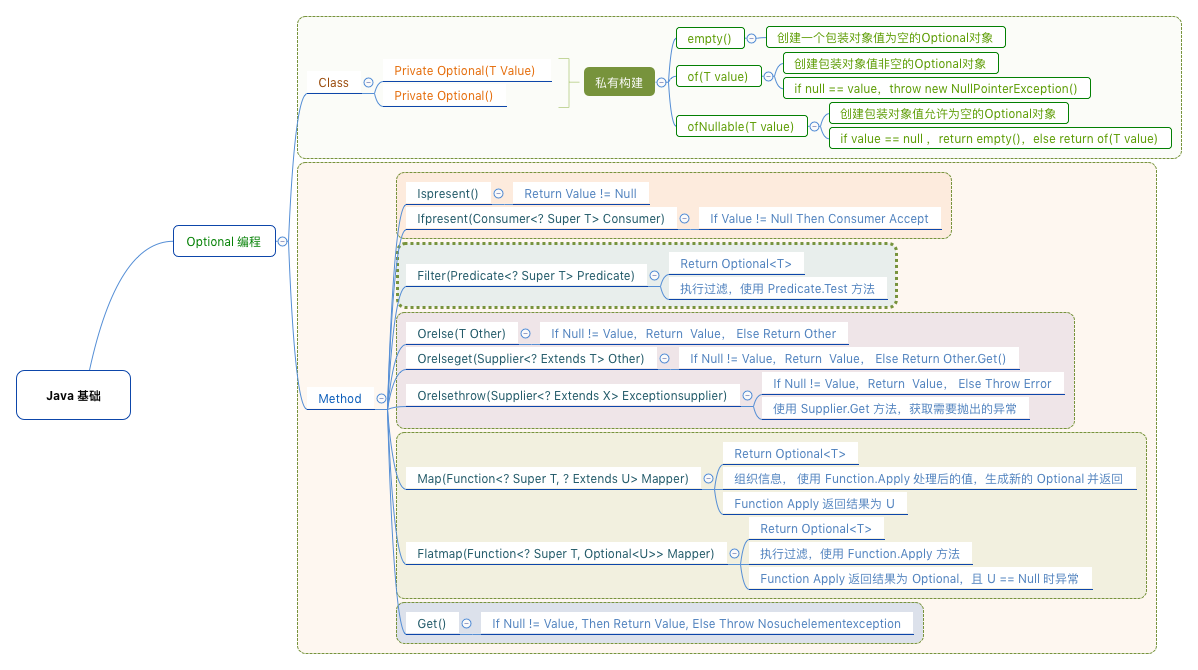 Java 基础
Optional 编程
Class
Private Optional(T Value)
Private Optional()
私有构建
empty()
创建一个包装对象值为空的Optional对象
of(T value)
创建包装对象值非空的Optional对象
if null == value，throw new NullPointerException()
ofNullable(T value)
创建包装对象值允许为空的Optional对象
if value == null ，return empty()，else return of(T value)
Method
Ispresent()
Return Value != Null
Ifpresent(Consumer<? Super T> Consumer)
If Value != Null Then Consumer Accept
Filter(Predicate<? Super T> Predicate)
Return Optional<T>
执行过滤，使用 Predicate.Test 方法
Orelse(T Other)
If Null != Value，Return Value， Else Return Other
Orelseget(Supplier<? Extends T> Other)
If Null != Value，Return Value， Else Return Other.Get()
Orelsethrow(Supplier<? Extends X> Exceptionsupplier)
If Null != Value，Return Value， Else Throw Error
使用 Supplier.Get 方法，获取需要抛出的异常
Map(Function<? Super T, ? Extends U> Mapper)
Return Optional<T>
组织信息， 使用 Function.Apply 处理后的值，生成新的 Optional 并返回
Function Apply 返回结果为 U
Flatmap(Function<? Super T, Optional<U>> Mapper)
Return Optional<T>
执行过滤，使用 Function.Apply 方法
Function Apply 返回结果为 Optional，且 U == Null 时异常
Get()
If Null != Value, Then Return Value, Else Throw Nosuchelementexception